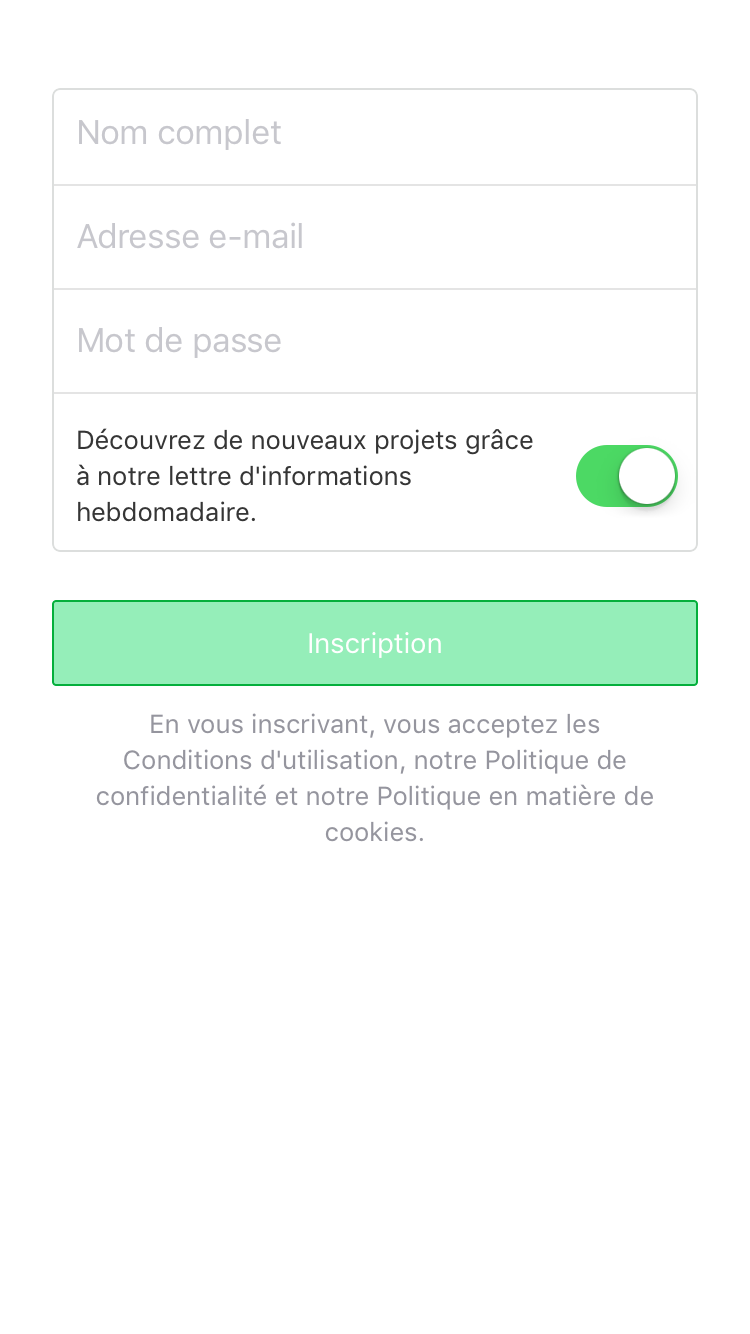 Nom complet
Adresse e-mail
Mot de passe
Découvrez de nouveaux projets grâce
à notre lettre d'informations
hebdomadaire.
Inscription
En vous inscrivant, vous acceptez les
Conditions d'utilisation, notre Politique de
confidentialité et notre Politique en matière de
cookies.